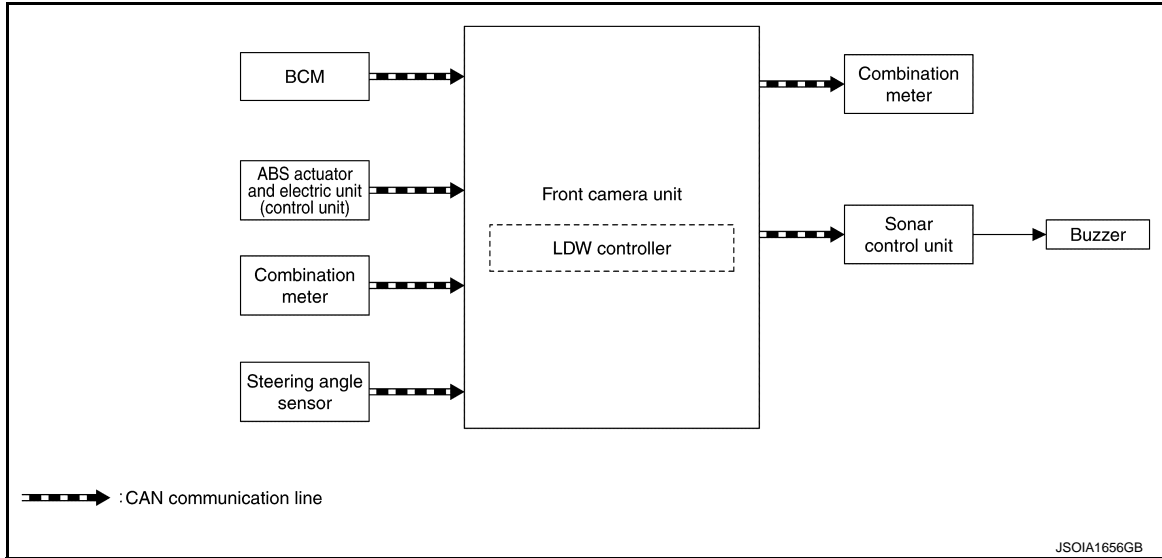 BCM
ABS actuator
and electric unit
(control unit)
Combination
meter
Steering angle
sensor
Front camera unit
LDW controller
Combination
meter
Sonar
control unit
Buzzer
:CAN communication line
JSOIA1656GB